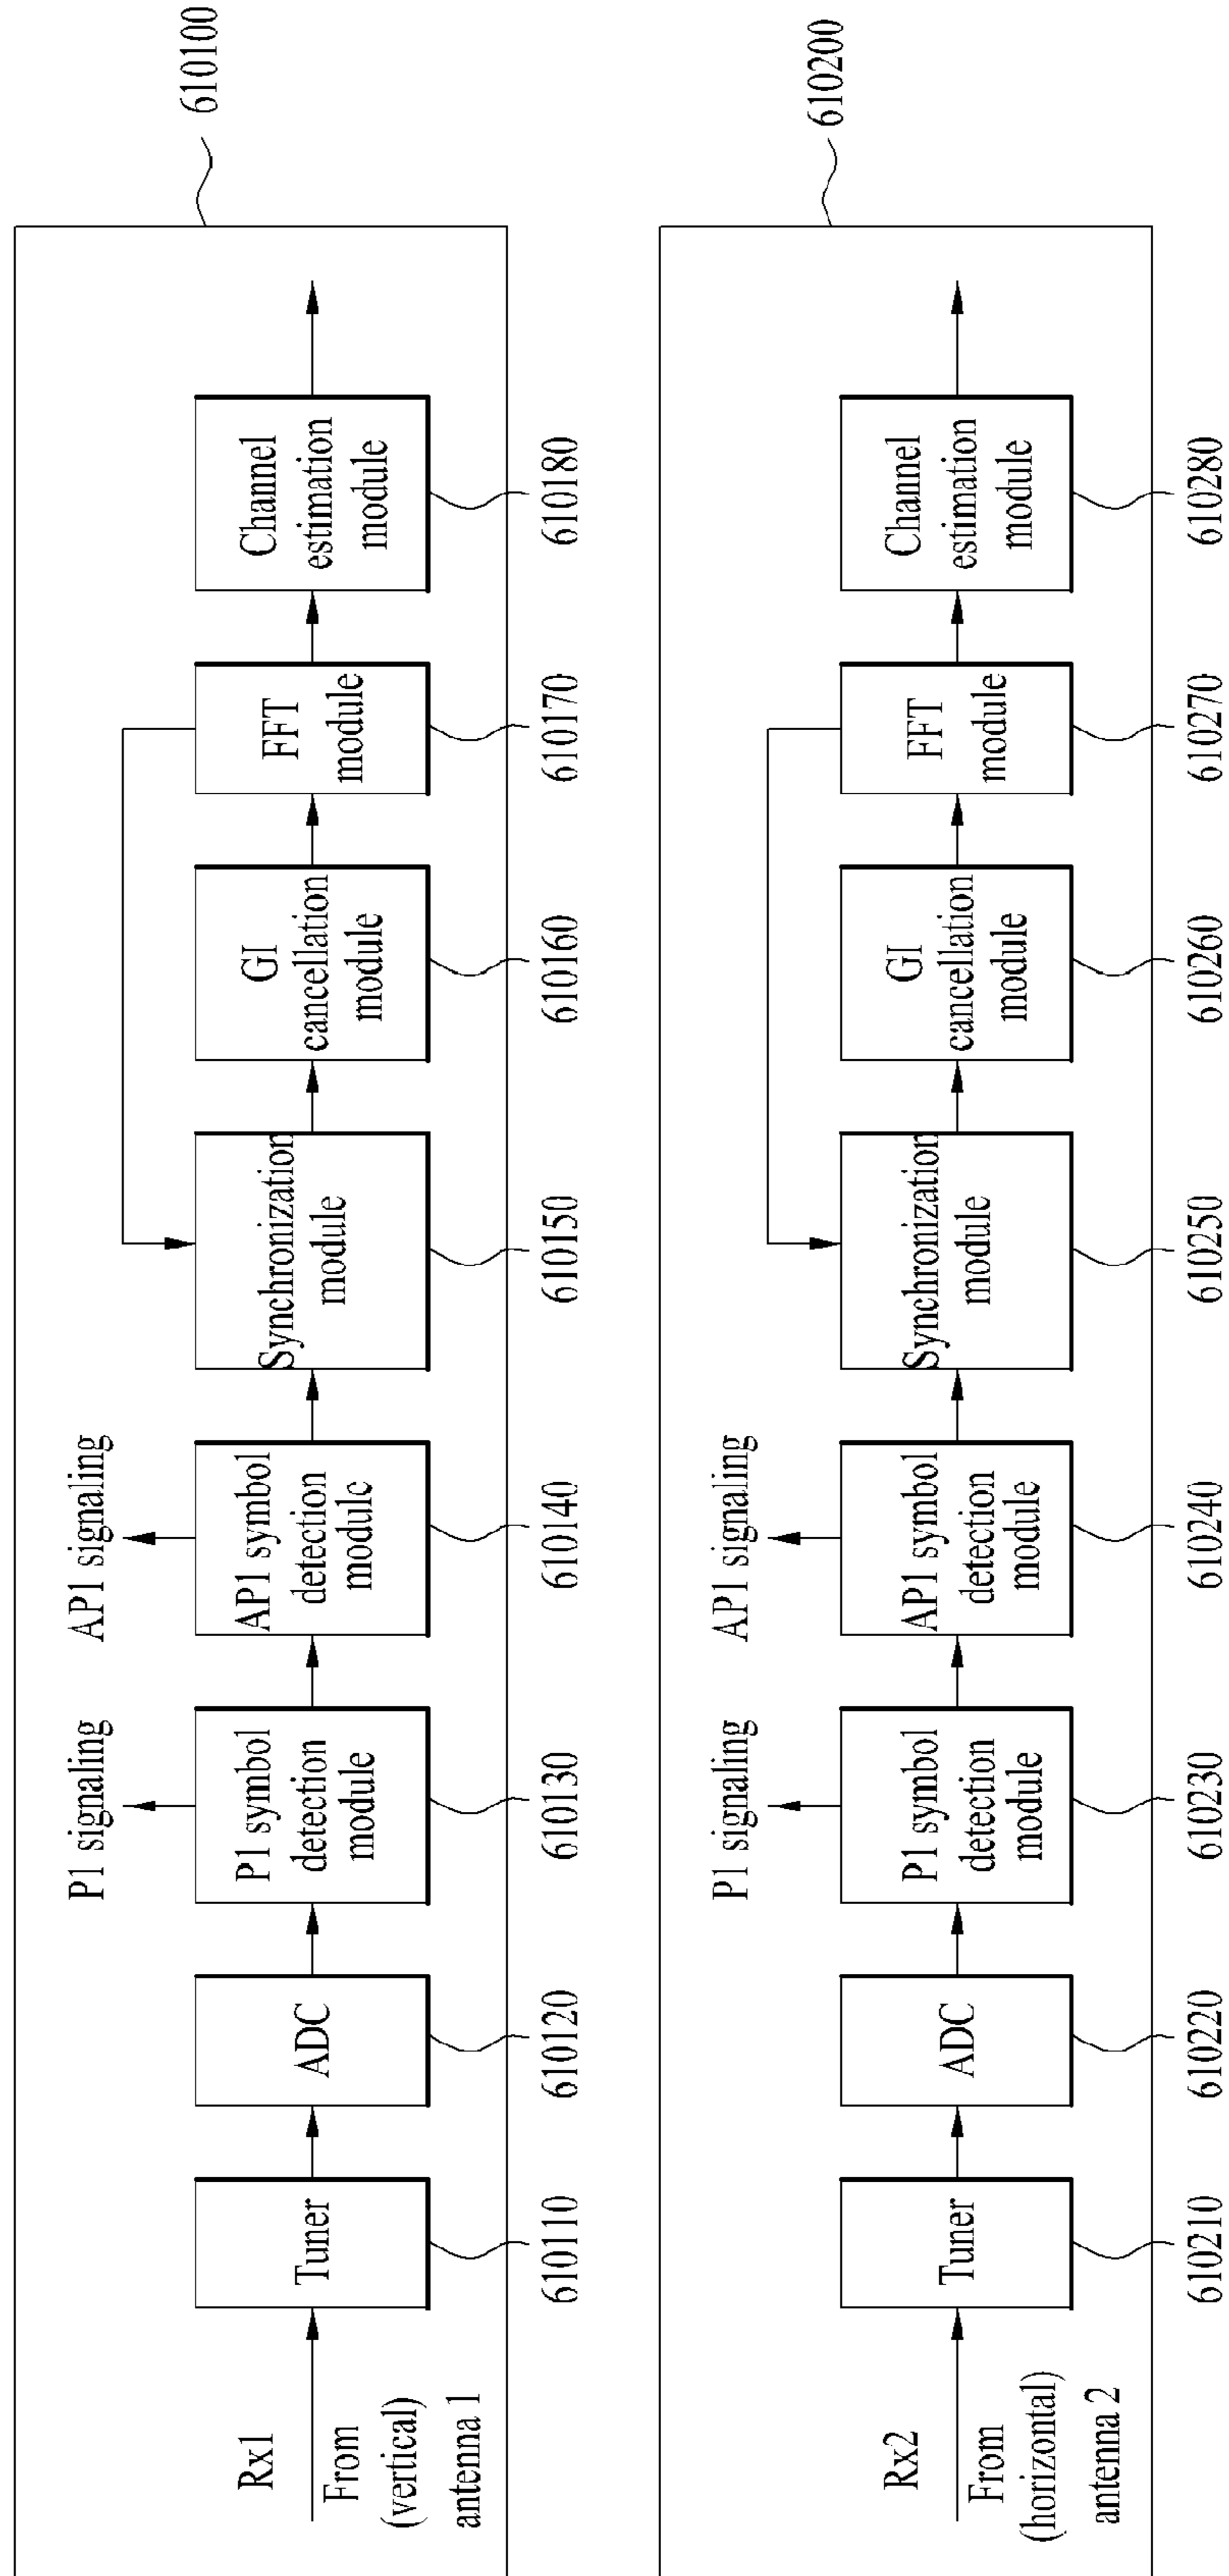 610100
Rx1
From
(vertical)
antenna 1
Tuner
610110
ADC
610120
P1 signaling
P1 symbol
detection
module
610130
AP1 signaling
AP1 symbol
detection
module
610140
Synchronization
module
610150
GI
cancellation
module
610160
FFT
module
610170
Channel
estimation
module
610180
610200
Rx2
From
(horizontal)
antenna 2
Tuner
610210
ADC
610220
P1 signaling
P1 symbol
detection
module
610230
AP1 signaling
AP1 symbol
detection
module
610240
Synchronization
module
610250
GI
cancellation
module
610260
FFT
module
610270
Channel
estimation
module
610280